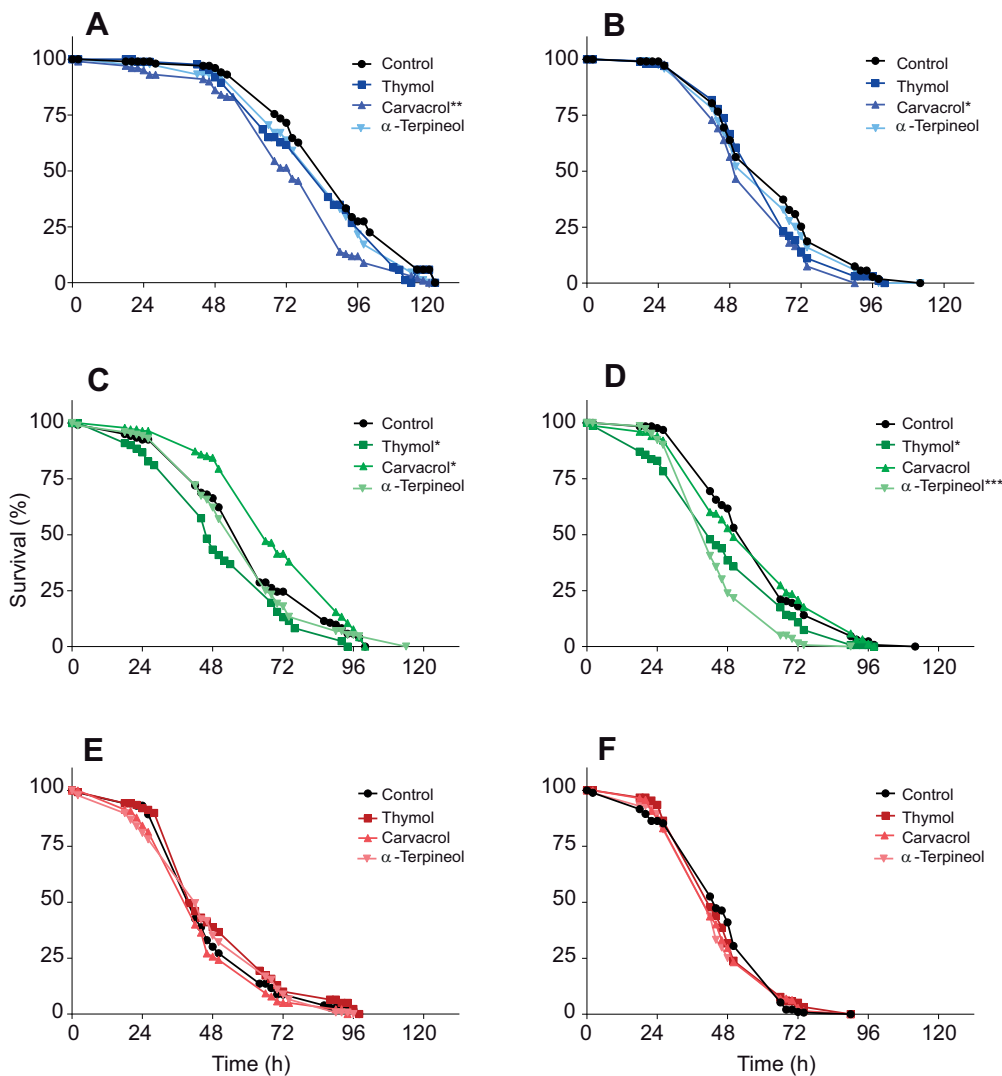 A
100
75
50
25
0
0 24 48 72 96 120
Control
Thymol
Carvacrol**
α-Terpineol
B
100
75
50
25
0
0 24 48 72 96 120
Control
Thymol
Carvacrol*
α-Terpineol
C
Survival (%)
100
75
50
25
0
0 24 48 72 96 120
Control
Thymol*
Carvacrol*
α-Terpineol
D
100
75
50
25
0
0 24 48 72 96 120
Control
Thymol*
Carvacrol
α-Terpineol***
E
100
75
50
25
0
0 24 48 72 96 120
Time (h)
Control
Thymol
Carvacrol
α-Terpineol
F
100
75
50
25
0
0 24 48 72 96 120
Time (h)
Control
Thymol
Carvacrol
α-Terpineol